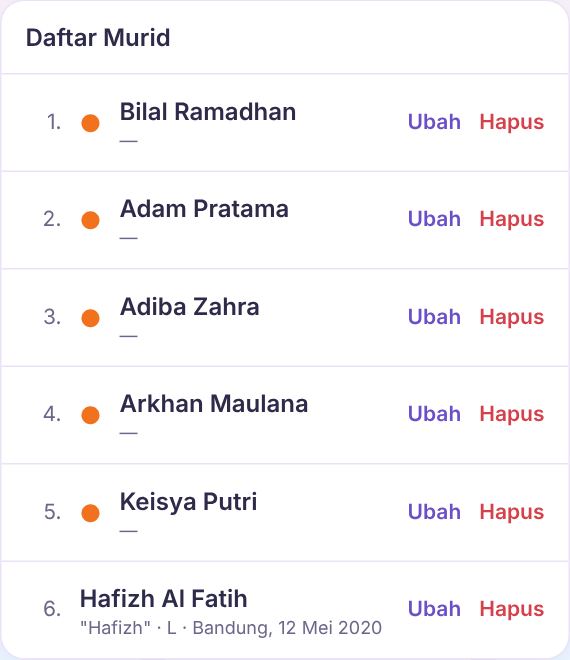 Daftar Murid
1. Bilal Ramadhan Ubah Hapus
—
2. Adam Pratama Ubah Hapus
—
3. Adiba Zahra Ubah Hapus
—
4. Arkhan Maulana Ubah Hapus
—
5. Keisya Putri Ubah Hapus
—
6. Hafizh Al Fatih Ubah Hapus
"Hafizh" · L · Bandung, 12 Mei 2020